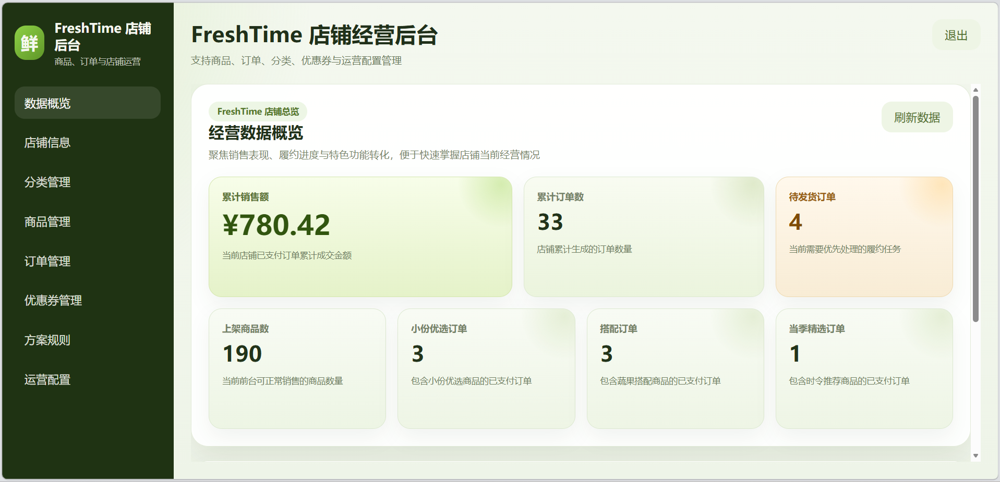 鲜
FreshTime 店铺
后台
商品、订单与店铺运营
数据概览
店铺信息
分类管理
商品管理
订单管理
优惠券管理
方案规则
运营配置
FreshTime 店铺经营后台
支持商品、订单、分类、优惠券与运营配置管理
退出
FreshTime 店铺总览
经营数据概览
聚焦销售表现、履约进度与特色功能转化，便于快速掌握店铺当前经营情况
刷新数据
累计销售额
¥780.42
当前店铺已支付订单累计成交金额
累计订单数
33
店铺累计生成的订单数量
待发货订单
4
当前需要优先处理的履约任务
上架商品数
190
当前前台可正常销售的商品数量
小份优选订单
3
包含小份优选商品的已支付订单
搭配订单
3
包含蔬果搭配商品的已支付订单
当季精选订单
1
包含时令推荐商品的已支付订单